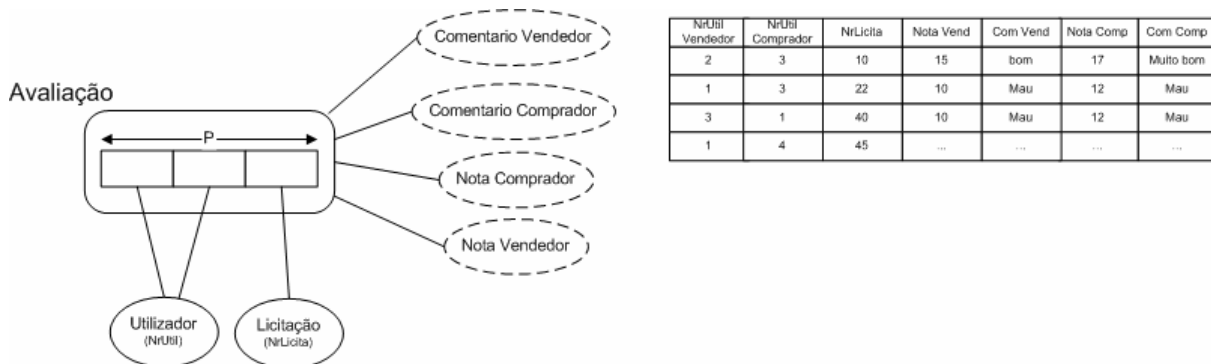 Comentario Vendedor
Avaliação
Comentario Comprador
P
Nota Comprador
Nota Vendedor
Utilizador
(NrUtil)
Licitação
(NrLicita)
NrUtil Vendedor NrUtil Comprador NrLicita Nota Vend Com Vend Nota Comp Com Comp
2 3 10 15 bom 17 Muito bom
1 3 22 10 Mau 12 Mau
3 1 40 10 Mau 12 Mau
1 4 45 ... ... ... ...